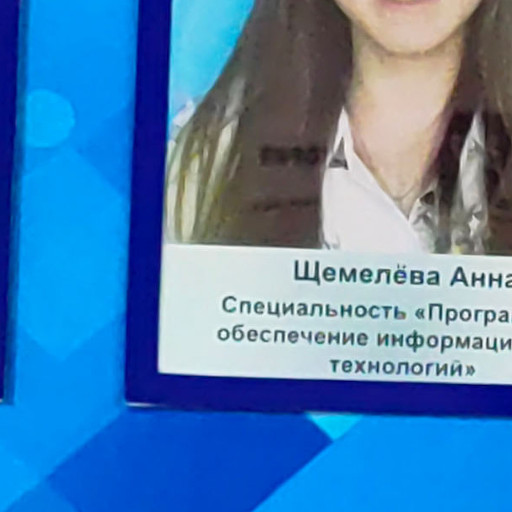 Щемелёва Анна
Специальность «Програ
обеспечение информаци
технологий»